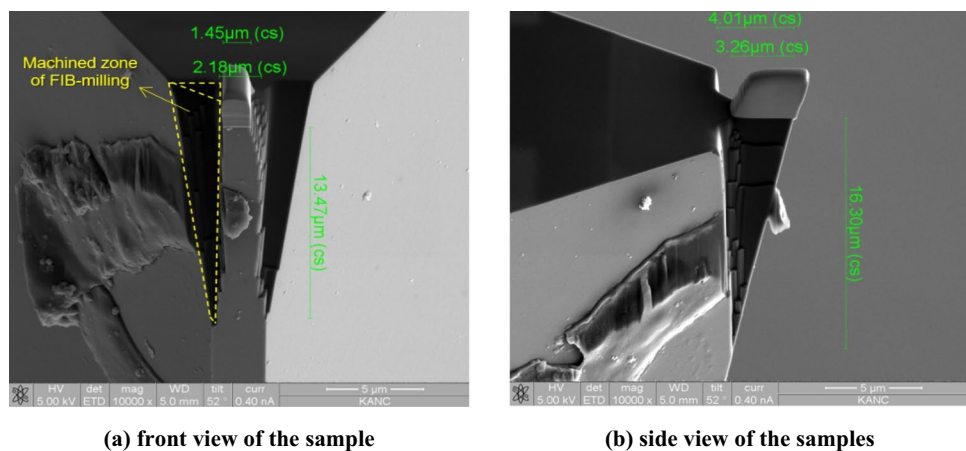 1.45µm (cs)
Machined zone
of FIB-milling
2.18µm (cs)
13.47µm (cs)
HV det mag WD tilt curr 5 µm
5.00 kV ETD 10000 x 5.0 mm 52 ° 0.40 nA KANC
(a) front view of the sample
4.01µm (cs)
3.26µm (cs)
16.30µm (cs)
HV det mag WD tilt curr 5 µm
5.00 kV ETD 10000 x 5.0 mm 52 ° 0.40 nA KANC
(b) side view of the samples